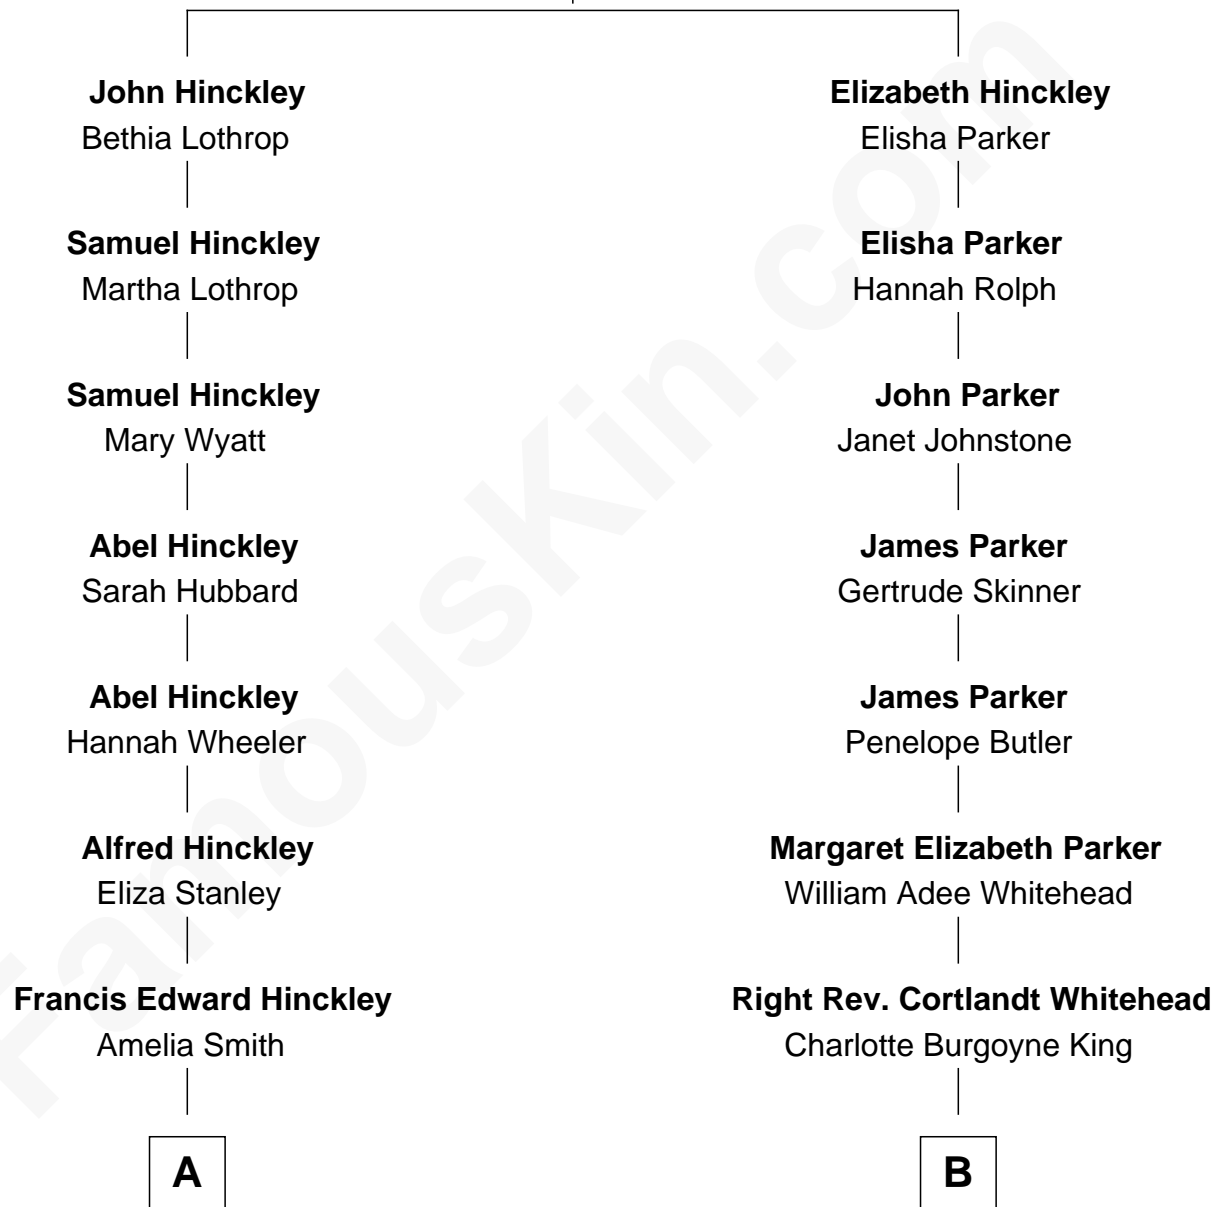 John Hinckley
Bethia Lothrop
Samuel Hinckley
Martha Lothrop
Samuel Hinckley
Mary Wyatt
Abel Hinckley
Sarah Hubbard
Abel Hinckley
Hannah Wheeler
Alfred Hinckley
Eliza Stanley
Francis Edward Hinckley
Amelia Smith
A
Elizabeth Hinckley
Elisha Parker
Elisha Parker
Hannah Rolph
John Parker
Janet Johnstone
James Parker
Gertrude Skinner
James Parker
Penelope Butler
Margaret Elizabeth Parker
William Adee Whitehead
Right Rev. Cortlandt Whitehead
Charlotte Burgoyne King
B
FamousKin.com